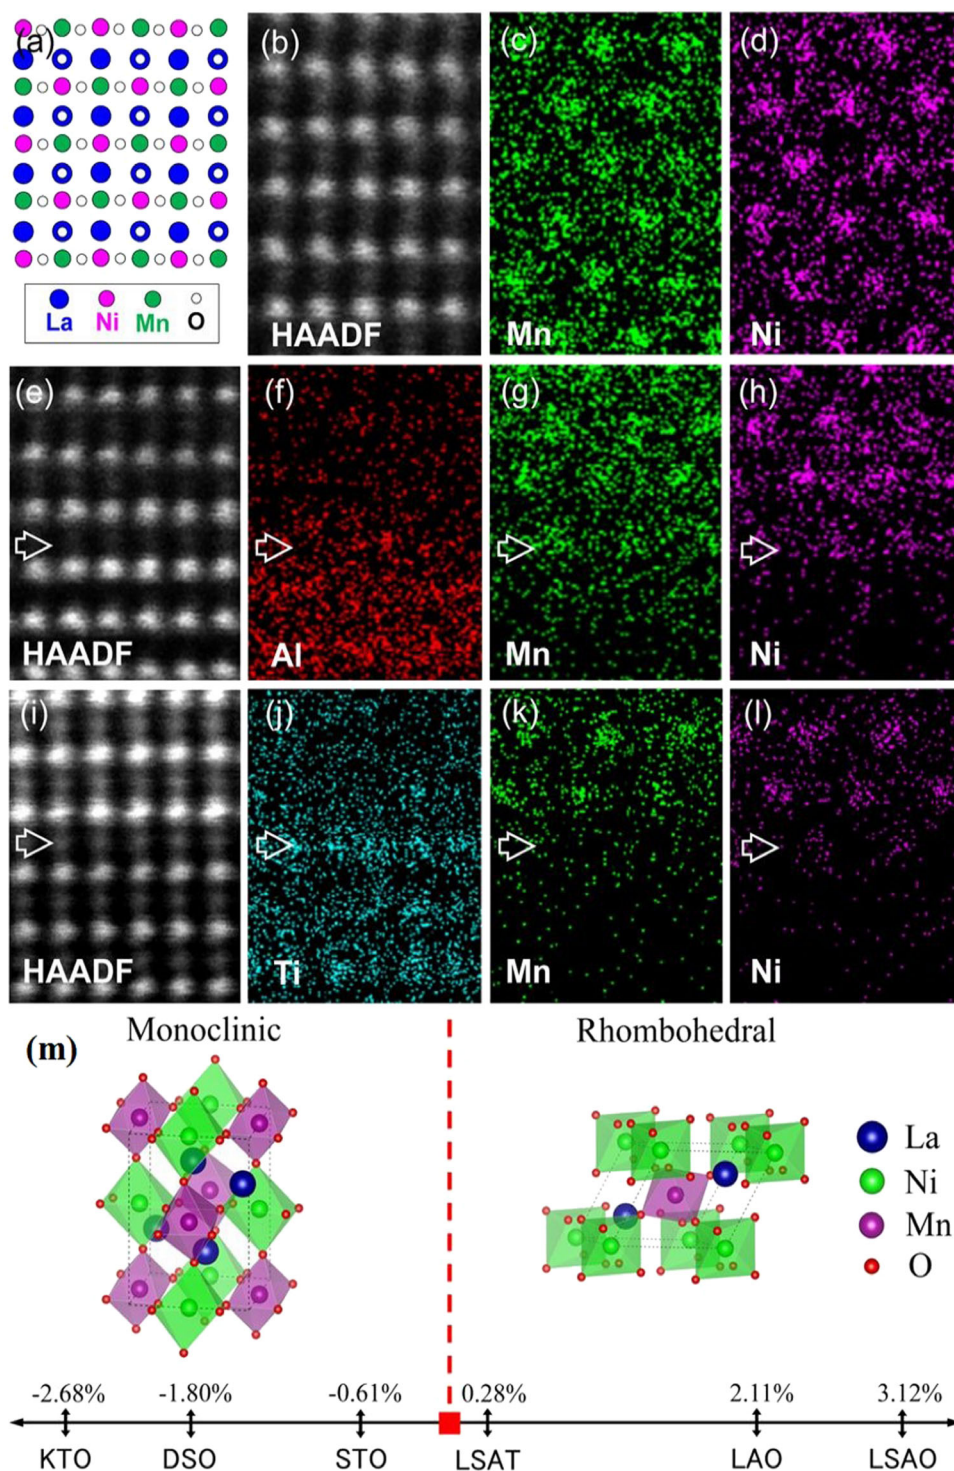 (a)
(b)
(c)
(d)
La Ni Mn O
HAADF
Mn
Ni
(e)
(f)
(g)
(h)
HAADF
Al
Mn
Ni
(i)
(j)
(k)
(l)
HAADF
Ti
Mn
Ni
(m)
Monoclinic
Rhombohedral
La
Ni
Mn
O
-2.68% -1.80% -0.61% 0.28% 2.11% 3.12%
KTO DSO STO LSAT LAO LSAO